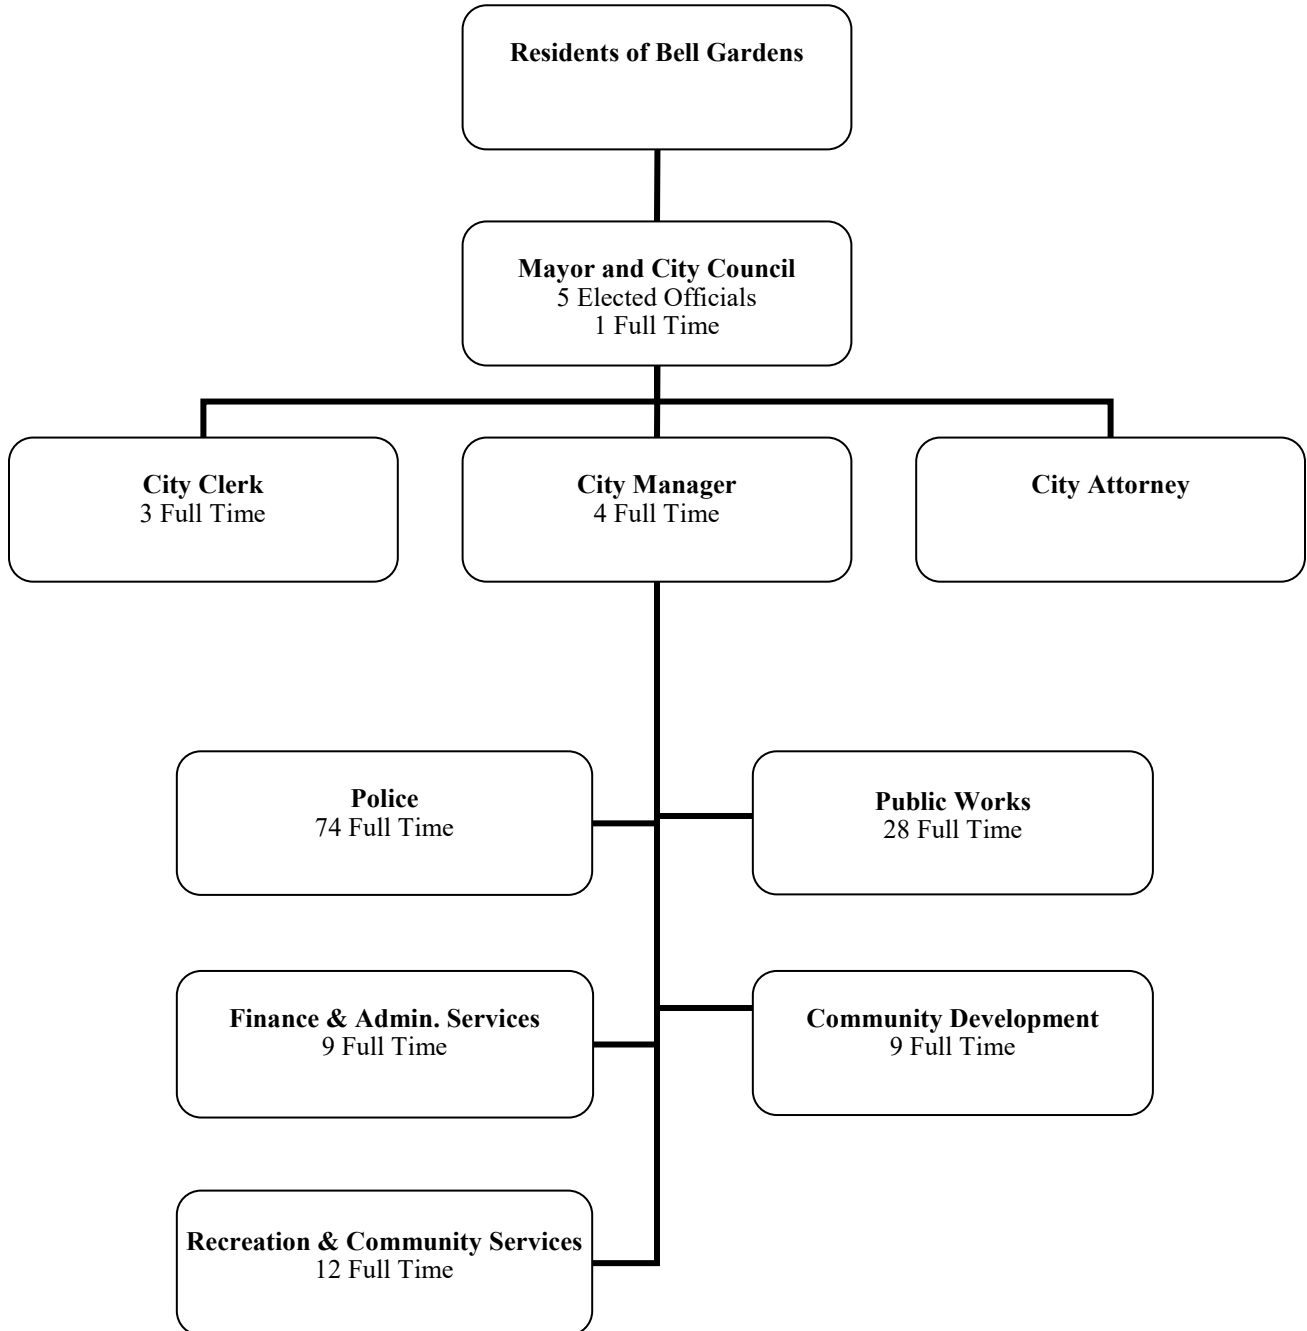 Residents of Bell Gardens
Mayor and City Council
5 Elected Officials
1 Full Time
City Clerk
3 Full Time
City Manager
4 Full Time
City Attorney
Police
74 Full Time
Public Works
28 Full Time
Finance & Admin. Services
9 Full Time
Community Development
9 Full Time
Recreation & Community Services
12 Full Time